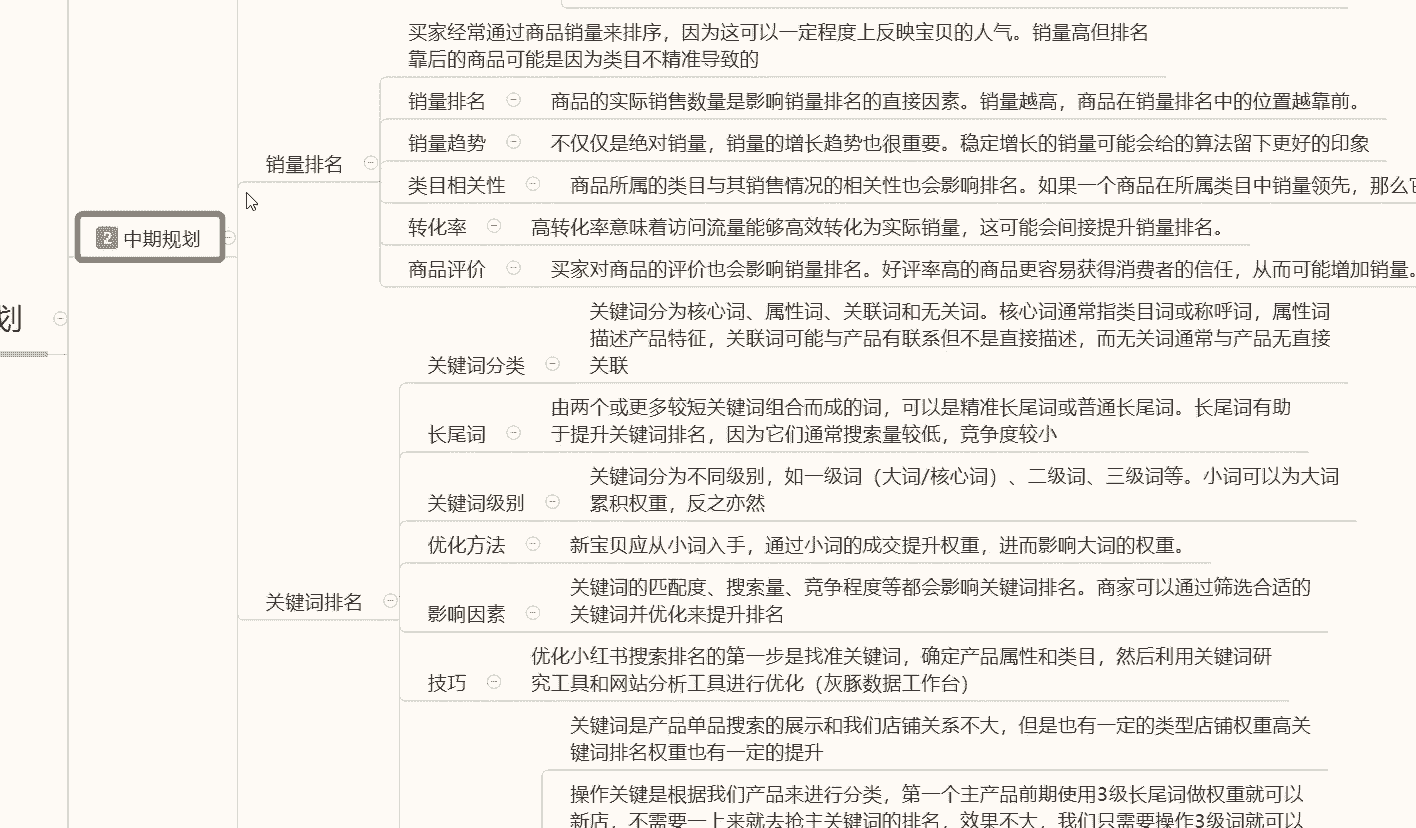 买家经常通过商品销量来排序，因为这可以一定程度上反映宝贝的人气。销量高但排名
靠后的商品可能是因为类目不精准导致的
销量排名 商品的实际销售数量是影响销量排名的直接因素。销量越高，商品在销量排名中的位置越靠前。
销量趋势 不仅仅是绝对销量，销量的增长趋势也很重要。稳定增长的销量可能会给的算法留下更好的印象
销量排名
类目相关性 商品所属的类目与其销售情况的相关性也会影响排名。如果一个商品在所属类目中销量领先，那么它
转化率 高转化率意味着访问流量能够高效转化为实际销量，这可能会间接提升销量排名。
2 中期规划
商品评价 买家对商品的评价也会影响销量排名。好评率高的商品更容易获得消费者的信任，从而可能增加销量。
划
关键词分为核心词、属性词、关联词和无关词。核心词通常指类目词或称呼词，属性词
描述产品特征，关联词可能与产品有联系但不是直接描述，而无关词通常与产品无直接
关键词分类 关联
由两个或更多较短关键词组合而成的词，可以是精准长尾词或普通长尾词。长尾词有助
长尾词 于提升关键词排名，因为它们通常搜索量较低，竞争度较小
关键词分为不同级别，如一级词（大词/核心词）、二级词、三级词等。小词可以为大词
关键词级别 累积权重，反之亦然
优化方法 新宝贝应从小词入手，通过小词的成交提升权重，进而影响大词的权重。
关键词排名
关键词的匹配度、搜索量、竞争程度等都会影响关键词排名。商家可以通过筛选合适的
影响因素 关键词并优化来提升排名
优化小红书搜索排名的第一步是找准关键词，确定产品属性和类目，然后利用关键词研
技巧 究工具和网站分析工具进行优化（灰豚数据工作台）
关键词是产品单品搜索的展示和我们店铺关系不大，但是也有一定的类型店铺权重高关
键词排名权重也有一定的提升
操作关键是根据我们产品来进行分类，第一个主产品前期使用3级长尾词做权重就可以
新店，不需要一上来就去抢主关键词的排名，效果不大，我们只需要操作3级词就可以